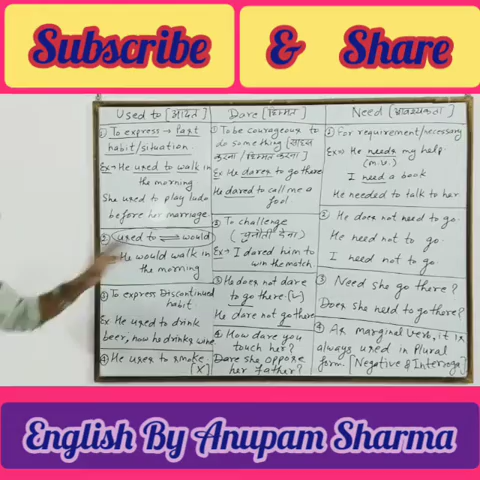 Subscribe & Share
Used to [आदत]
① To express → Past
habit/situation.
Ex → He used to walk in
the morning
She used to play ludo
before her marriage
② used to ⇌ would
He would walk in
the morning
③ To express Discontinued
habit
Ex He used to drink
beer, now he drinks wine
④ He uses to smoke
[X]
Dare [हिम्मत]
① To be courageous to
do something [साहस
करना/हिम्मत करना]
Ex He dares to go there
He dared to call me a
fool
② To challenge
(चुनौती देना)
Ex → I dared him to
win the match
③ He does not dare
to go there (✓)
He dare not go there
④ How dare you
touch her?
Dare she oppose
her father?
Need [आवश्यकता]
① For requirement/necessary
Ex → He needs my help.
(M.V.)
I need a book
He needed to talk to her.
② He does not need to go.
He need not to go.
I need not to go.
③ Need she go there?
Does she need to go there?
④ As marginal verb, it is
always used in Plural
form. [Negative & Interroga]
English By Anupam Sharma